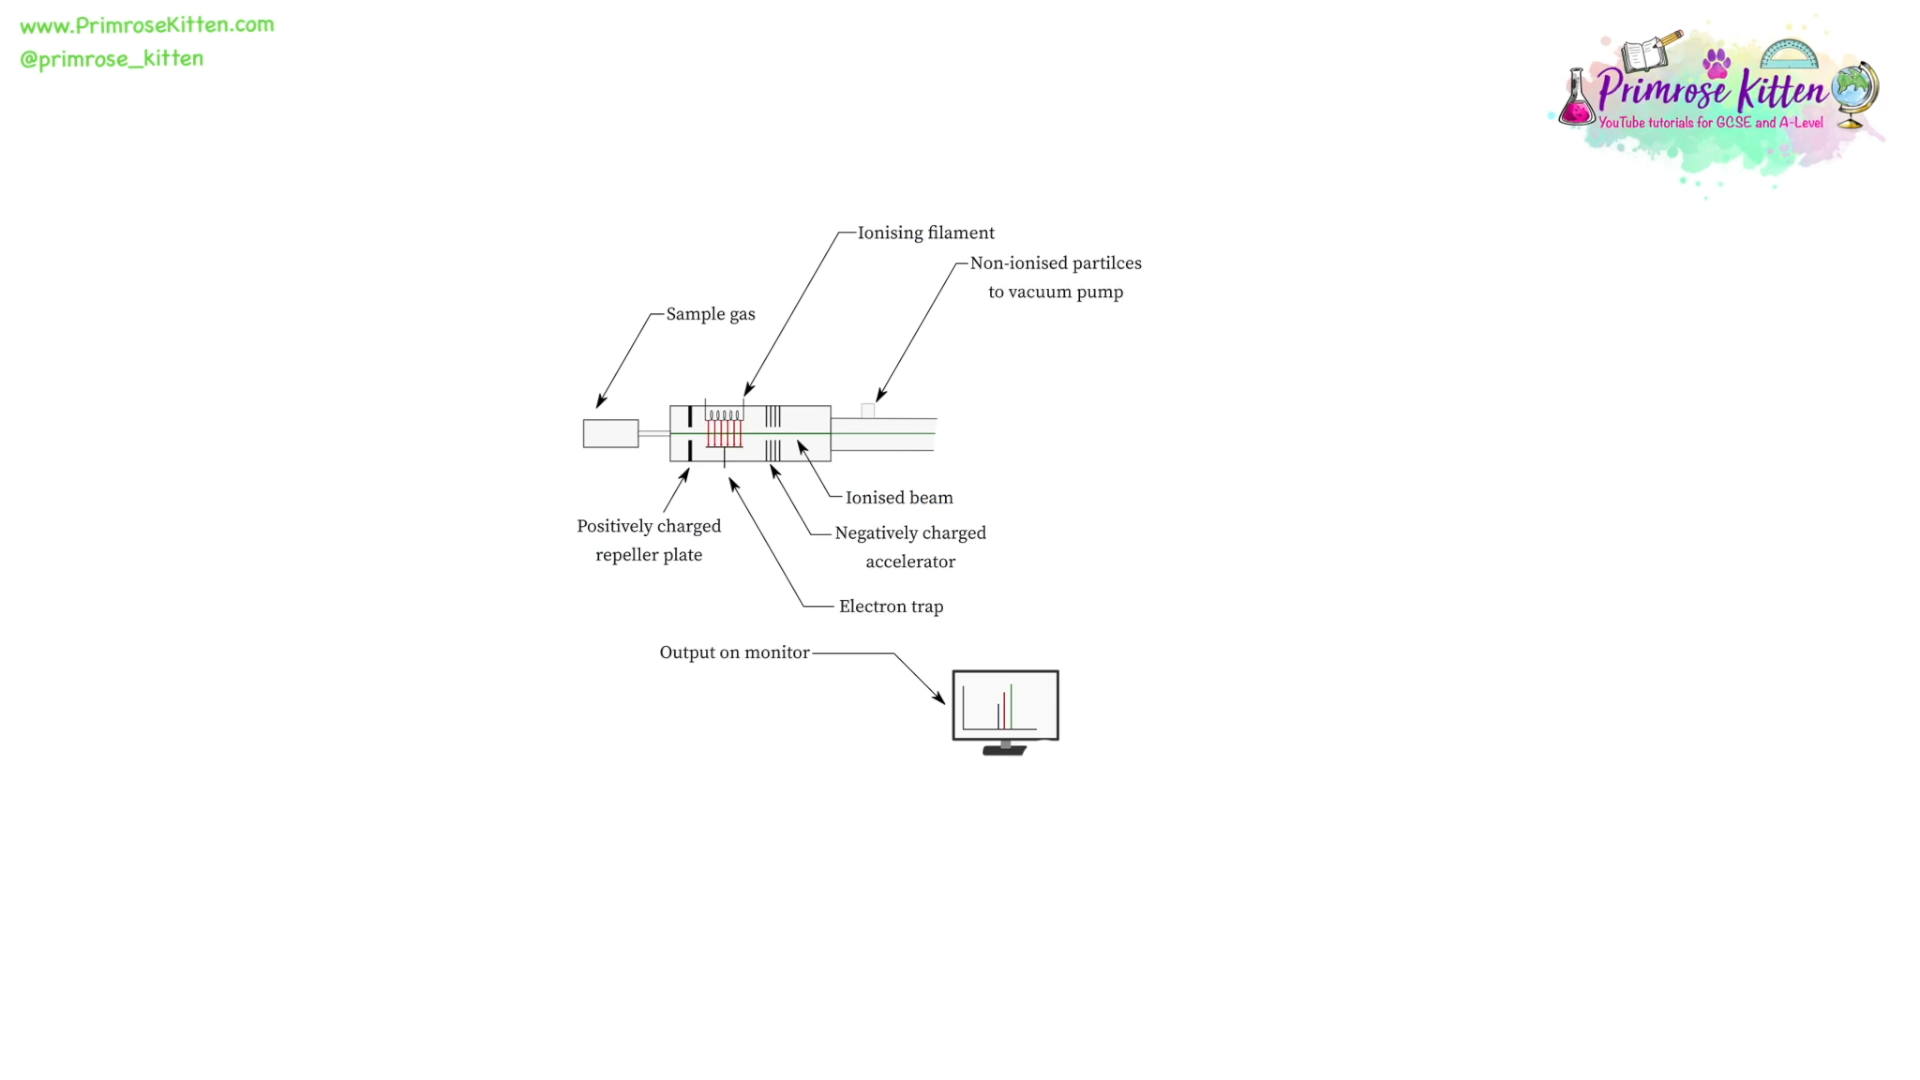 www.PrimroseKitten.com
@primrose_kitten
Primrose Kitten
YouTube tutorials for GCSE and A-Level
Ionising filament
Non-ionised partilces
to vacuum pump
Sample gas
Ionised beam
Positively charged
repeller plate
Negatively charged
accelerator
Electron trap
Output on monitor